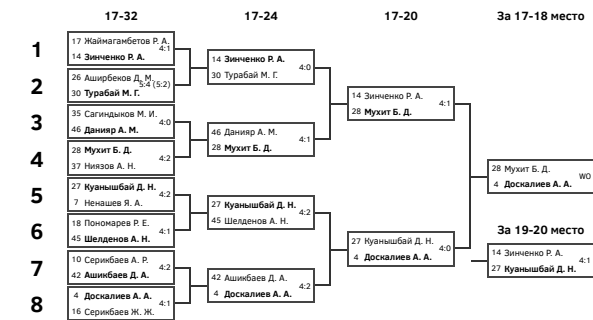 17-32
17-24
17-20
За 17-18 место
1
17 Жаймагамбетов Р. А.
14 Зинченко Р. А.
4:1
2
26 Аширбеков Д. М.
30 Турабай М. Г.
5:4 (5:2)
3
35 Сагиндыков М. И.
46 Данияр А. М.
4:0
4
28 Мухит Б. Д.
37 Ниязов А. Н.
4:2
5
27 Куанышбай Д. Н.
7 Ненашев Я. А.
4:2
6
18 Пономарев Р. Е.
45 Шелденов А. Н.
4:1
7
10 Серикбаев А. Р.
42 Ашикбаев Д. А.
4:2
8
4 Доскалиев А. А.
16 Серикбаев Ж. Ж.
4:1
14 Зинченко Р. А.
30 Турабай М. Г.
4:0
46 Данияр А. М.
28 Мухит Б. Д.
4:1
27 Куанышбай Д. Н.
45 Шелденов А. Н.
4:2
42 Ашикбаев Д. А.
4 Доскалиев А. А.
4:2
14 Зинченко Р. А.
28 Мухит Б. Д.
4:1
27 Куанышбай Д. Н.
4 Доскалиев А. А.
4:0
28 Мухит Б. Д.
4 Доскалиев А. А.
WO
За 19-20 место
14 Зинченко Р. А.
27 Куанышбай Д. Н.
4:1